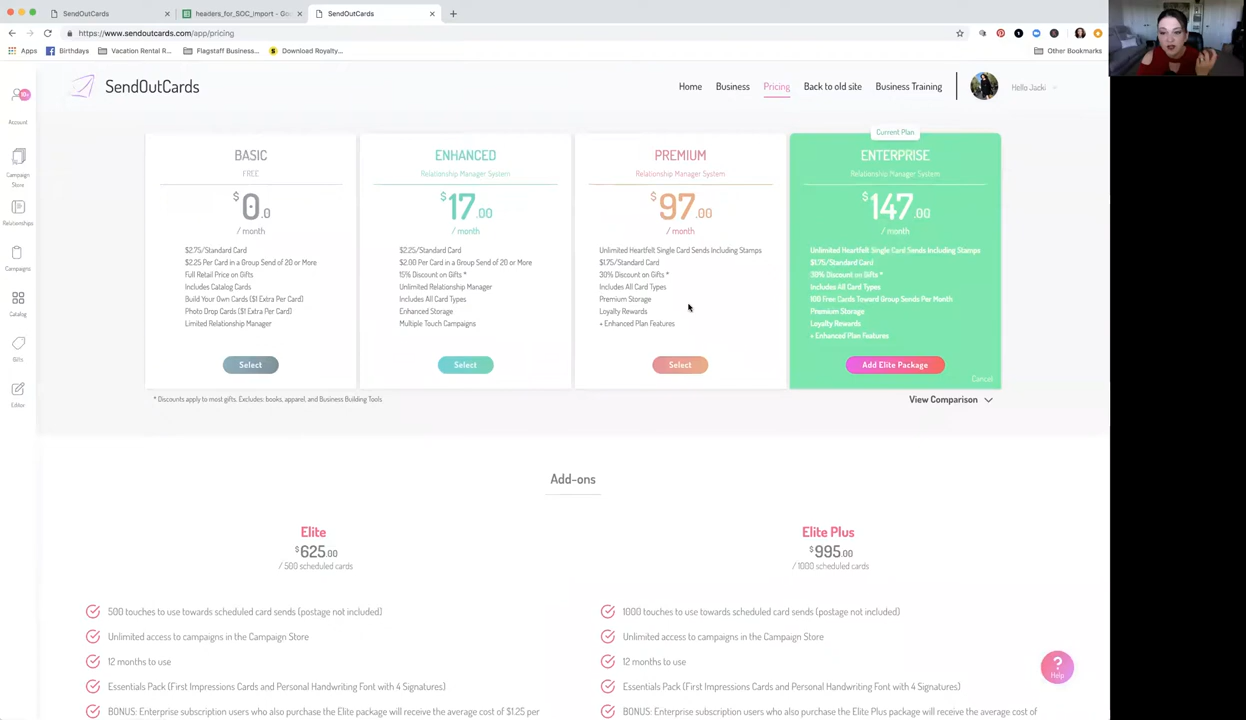 SendOutCards
headers_for_SOC_import - Go
SendOutCards
https://www.sendoutcards.com/app/pricing
Apps
Birthdays
Vacation Rental R...
Flagstaff Business...
Download Royalty...
Other Bookmarks
SendOutCards
Home
Business
Pricing
Back to old site
Business Training
Hello Jacki
10+
Account
Campaign
Store
Relationships
Campaigns
Catalog
Gifts
Editor
BASIC
FREE
$0.0
/ month
$2.75/Standard Card
$2.25 Per Card in a Group Send of 20 or More
Full Retail Price on Gifts
Includes Catalog Cards
Build Your Own Cards ($1 Extra Per Card)
Photo Drop Cards ($1 Extra Per Card)
Limited Relationship Manager
Select
ENHANCED
Relationship Manager System
$17.00
/ month
$2.25/Standard Card
$2.00 Per Card in a Group Send of 20 or More
15% Discount on Gifts *
Unlimited Relationship Manager
Includes All Card Types
Enhanced Storage
Multiple Touch Campaigns
Select
PREMIUM
Relationship Manager System
$97.00
/ month
Unlimited Heartfelt Single Card Sends Including Stamps
$1.75/Standard Card
30% Discount on Gifts *
Includes All Card Types
Premium Storage
Loyalty Rewards
+ Enhanced Plan Features
Select
Current Plan
ENTERPRISE
Relationship Manager System
$147.00
/ month
Unlimited Heartfelt Single Card Sends Including Stamps
$1.75/Standard Card
30% Discount on Gifts *
Includes All Card Types
100 Free Cards Toward Group Sends Per Month
Premium Storage
Loyalty Rewards
+ Enhanced Plan Features
Add Elite Package
Cancel
* Discounts apply to most gifts. Excludes: books, apparel, and Business Building Tools
View Comparison
Add-ons
Elite
$625.00
/ 500 scheduled cards
500 touches to use towards scheduled card sends (postage not included)
Unlimited access to campaigns in the Campaign Store
12 months to use
Essentials Pack (First Impressions Cards and Personal Handwriting Font with 4 Signatures)
BONUS: Enterprise subscription users who also purchase the Elite package will receive the average cost of $1.25 per
Elite Plus
$995.00
/ 1000 scheduled cards
1000 touches to use towards scheduled card sends (postage not included)
Unlimited access to campaigns in the Campaign Store
12 months to use
Essentials Pack (First Impressions Cards and Personal Handwriting Font with 4 Signatures)
BONUS: Enterprise subscription users who also purchase the Elite Plus package will receive the average cost of
?
Help